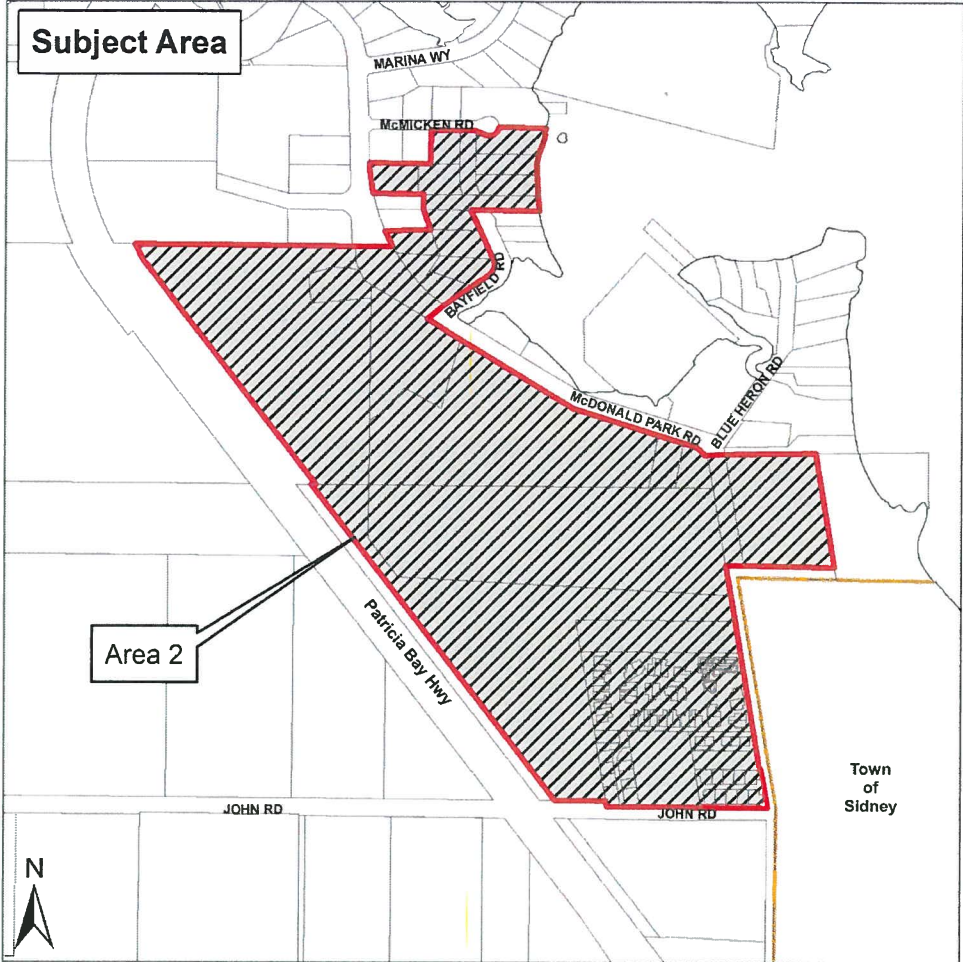 Subject Area
MARINA WY
McMICKEN RD
BAYFIELD RD
McDONALD PARK RD
BLUE HERON RD
Area 2
Patricia Bay Hwy
Town
of
Sidney
JOHN RD
JOHN RD
N